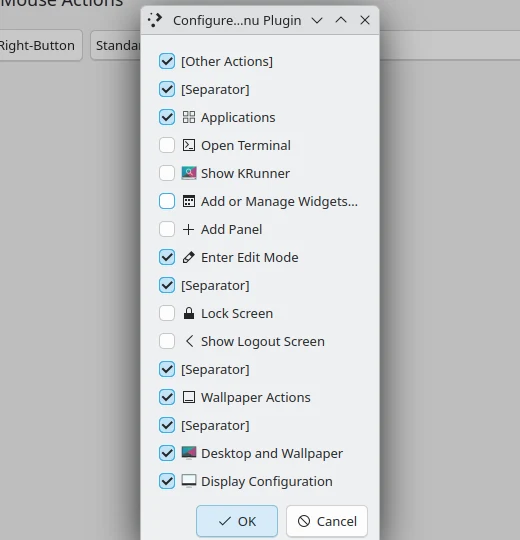 Mouse Actions
Configure...nu Plugin
Right-Button
Standa
[Other Actions]
[Separator]
Applications
Open Terminal
Show KRunner
Add or Manage Widgets...
Add Panel
Enter Edit Mode
[Separator]
Lock Screen
Show Logout Screen
[Separator]
Wallpaper Actions
[Separator]
Desktop and Wallpaper
Display Configuration
OK
Cancel